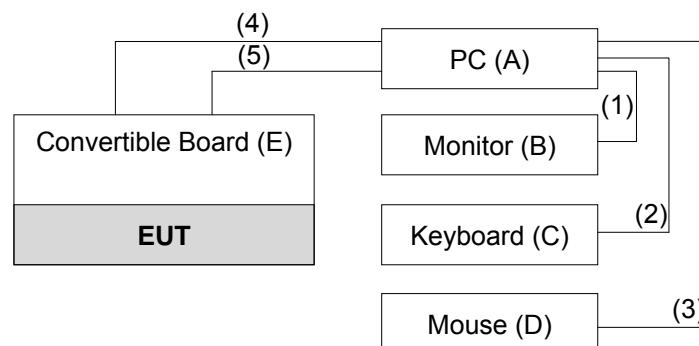 (4)
(5)
PC (A)
(1)
Convertible Board (E)
Monitor (B)
EUT
Keyboard (C)
(2)
Mouse (D)
(3)